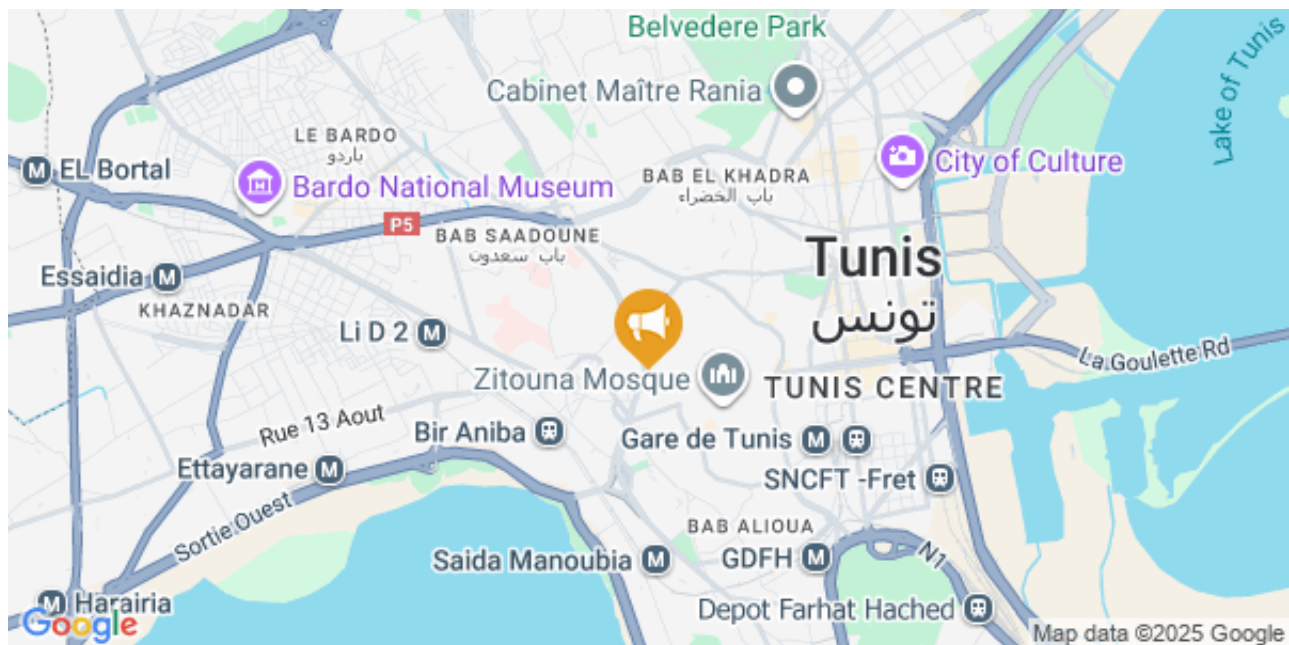 Belvedere Park
Lake of Tunis
Cabinet Maître Rania
LE BARDO
باردو
EL Bortal
City of Culture
Bardo National Museum
BAB EL KHADRA
باب الخضراء
P5
BAB SAADOUNE
باب سعدون
Tunis
تونس
Essaidia
KHAZNADAR
Li D 2
La Goulette Rd
Zitouna Mosque
TUNIS CENTRE
Rue 13 Aout
Bir Aniba
Gare de Tunis
Ettayarane
SNCFT -Fret
Sortie Ouest
BAB ALIOUA
Saida Manoubia
GDFH
N1
Harairia
Depot Farhat Hached
Google
Map data ©2025 Google